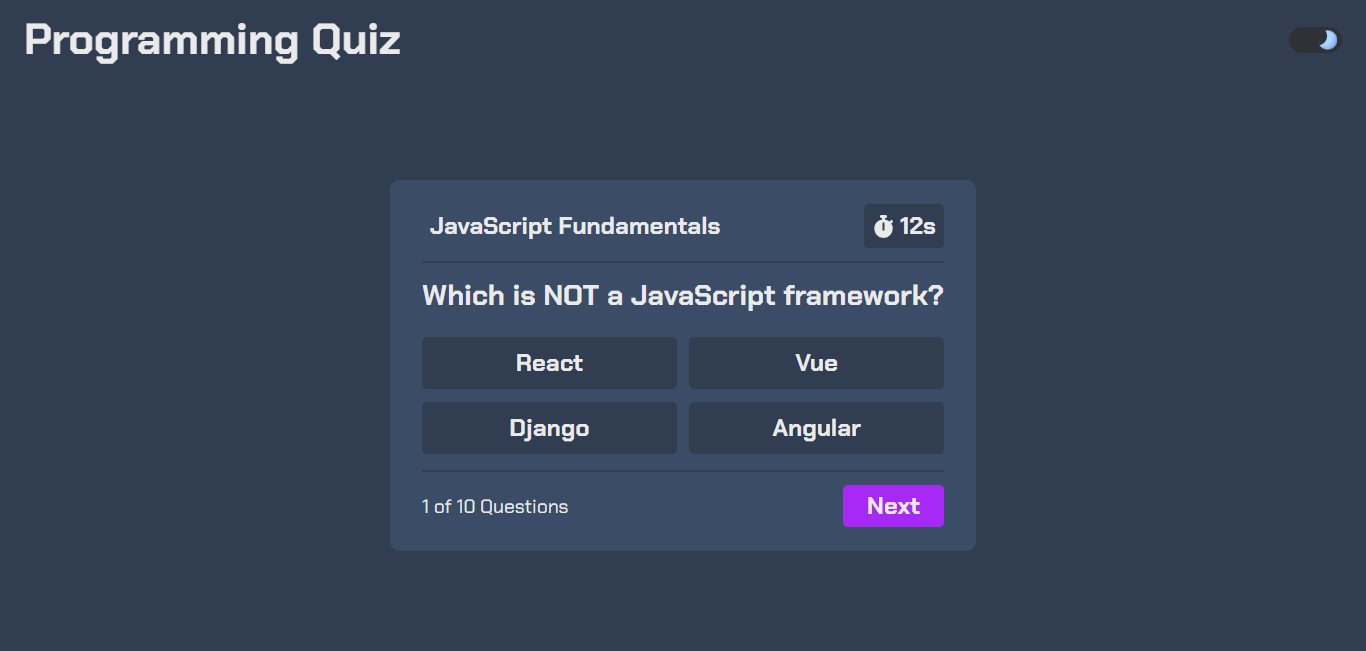 Programming Quiz
JavaScript Fundamentals
12s
Which is NOT a JavaScript framework?
React
Vue
Django
Angular
1 of 10 Questions
Next